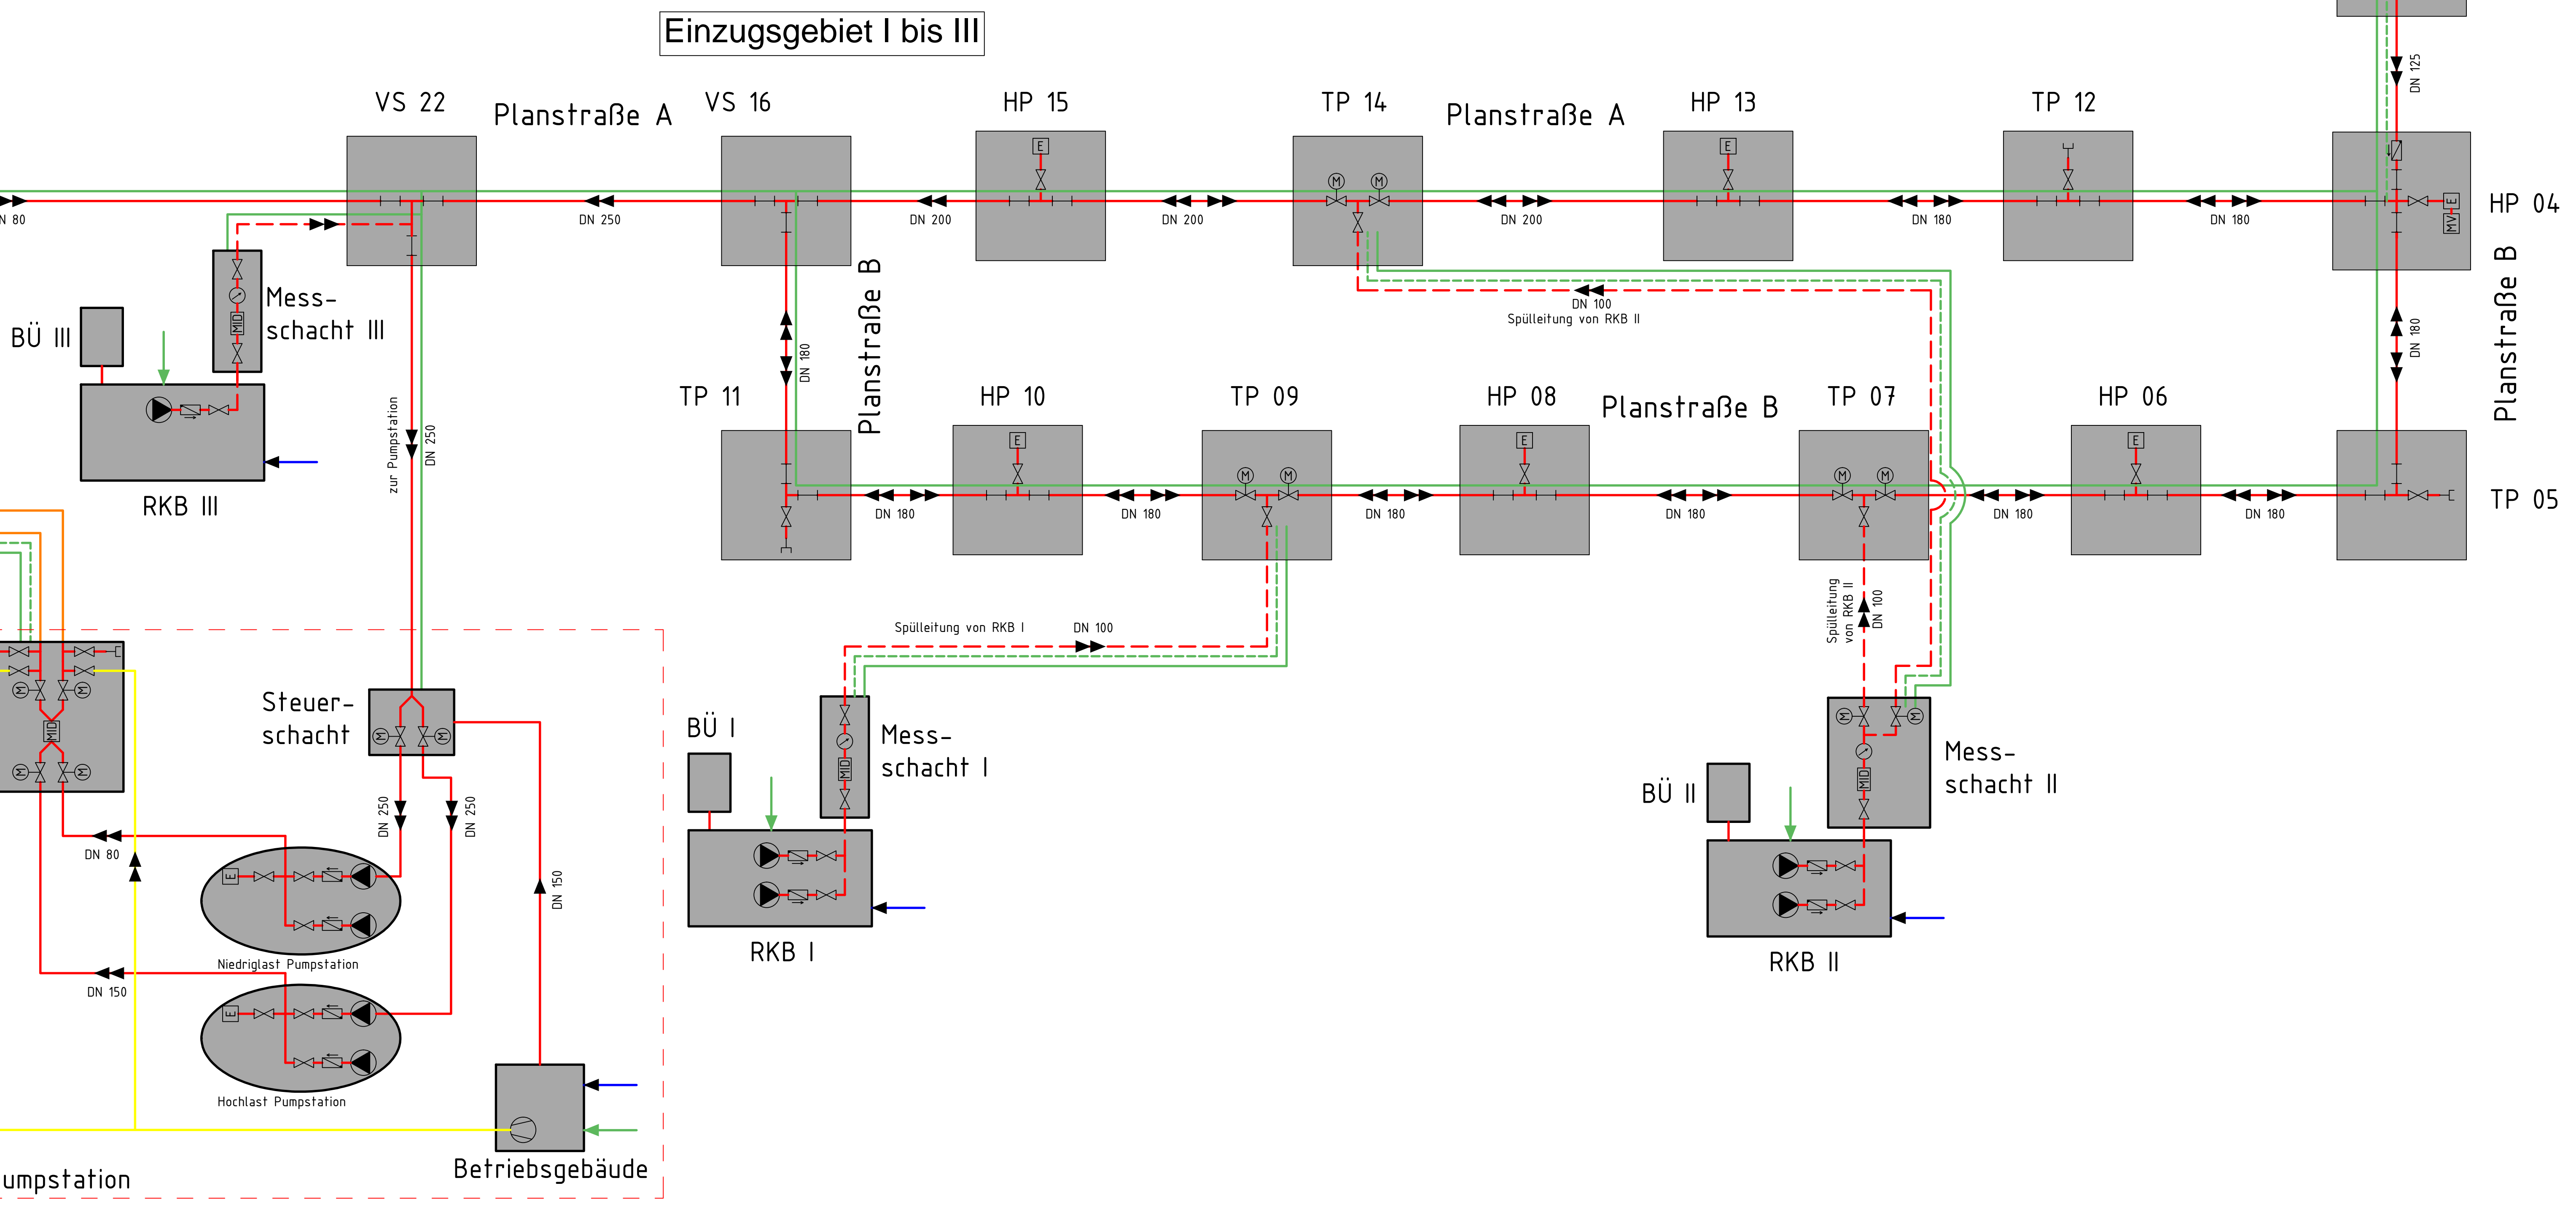 Einzugsgebiet I bis III
DN 125
VS 22
Planstraße A
VS 16
HP 15
TP 14
Planstraße A
HP 13
TP 12
E
E
M
M
E
MV
HP 04
N 80
DN 250
DN 200
DN 200
DN 200
DN 180
DN 180
Mess-
schacht III
MID
BÜ III
RKB III
zur Pumpstation
DN 250
DN 180
Planstraße B
DN 100
Spülleitung von RKB II
DN 180
Planstraße B
TP 11
HP 10
TP 09
HP 08
Planstraße B
TP 07
HP 06
E
M
M
E
M
M
E
TP 05
DN 180
DN 180
DN 180
DN 180
DN 180
DN 180
Spülleitung von RKB I
DN 100
Spülleitung
von RKB II
DN 100
M
M
MID
M
M
Steuer-
schacht
M
M
BÜ I
Mess-
schacht I
MID
RKB I
BÜ II
M
M
Mess-
schacht II
MID
RKB II
DN 250
DN 250
DN 80
E
Niedriglast Pumpstation
DN 150
DN 150
E
Hochlast Pumpstation
Betriebsgebäude
umpstation